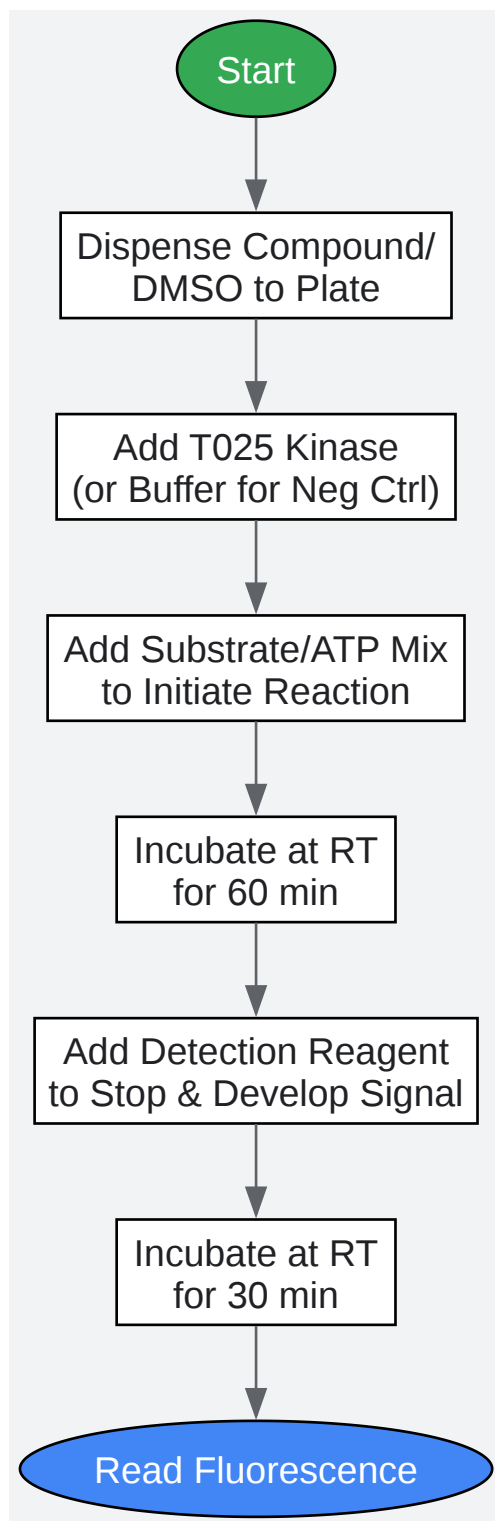 Start
Dispense Compound/
DMSO to Plate
Add T025 Kinase
(or Buffer for Neg Ctrl)
Add Substrate/ATP Mix
to Initiate Reaction
Incubate at RT
for 60 min
Add Detection Reagent
to Stop & Develop Signal
Incubate at RT
for 30 min
Read Fluorescence